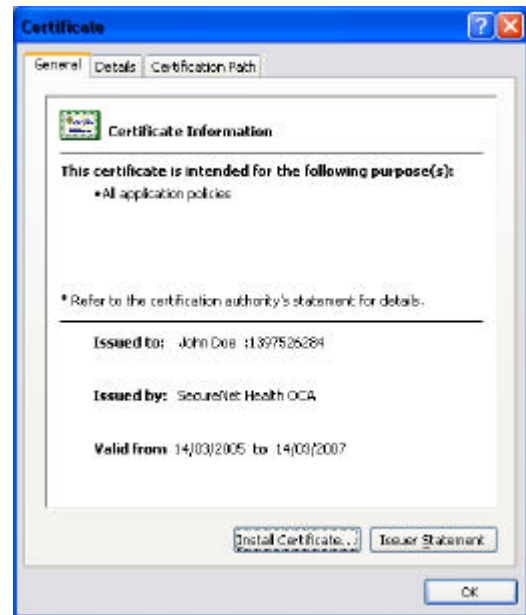 Certificate
General Details Certification Path
Certificate Information
This certificate is intended for the following purpose(s):
•All application policies
* Refer to the certification authority's statement for details.
Issued to: John Doe :1397526284
Issued by: SecureNet Health OCA
Valid from 14/03/2005 to 14/03/2007
Install Certificate... Issuer Statement
OK